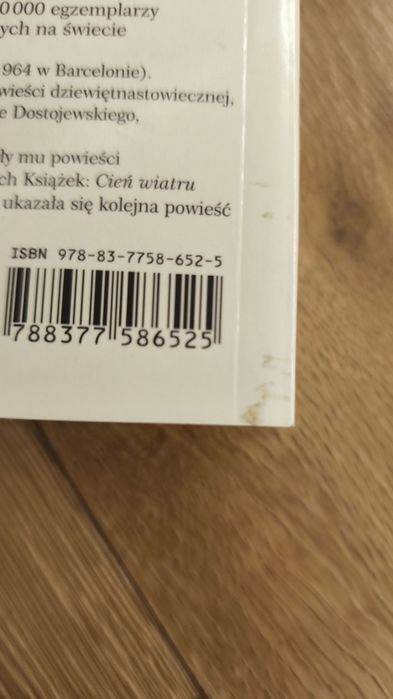 0 000 egzemplarzy
ych na świecie
964 w Barcelonie).
wieści dziewiętnastowiecznej,
e Dostojewskiego,
ły mu powieści
ch Książek: Cień wiatru
ukazała się kolejna powieść
ISBN 978-83-7758-652-5
788377 586525